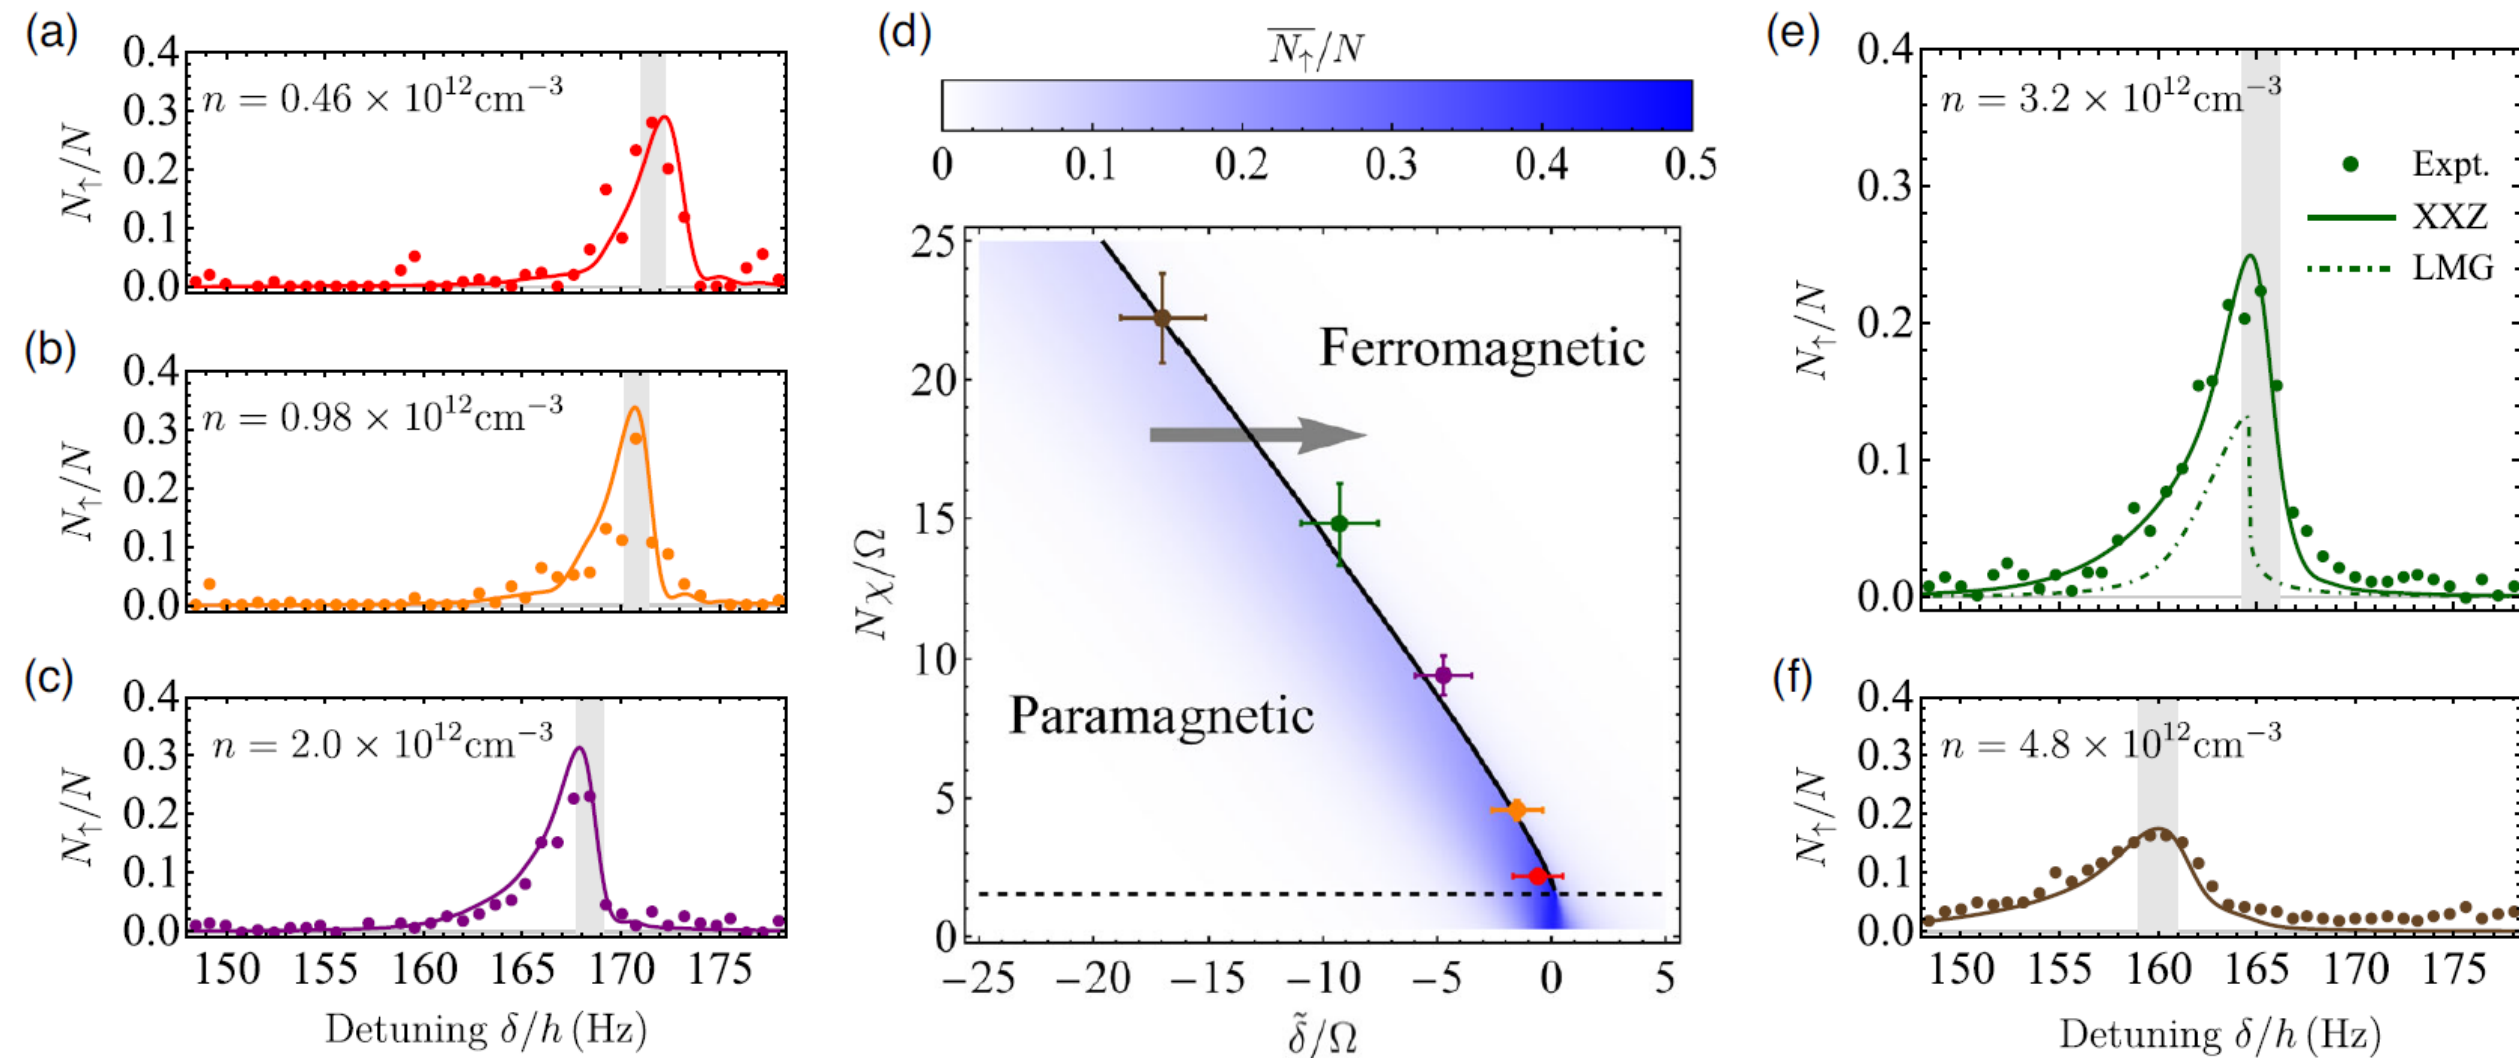 (a)
0.4
0.3
0.2
0.1
0.0
N↑/N
n = 0.46 × 10¹²cm⁻³
(b)
0.4
0.3
0.2
0.1
0.0
N↑/N
n = 0.98 × 10¹²cm⁻³
(c)
0.4
0.3
0.2
0.1
0.0
N↑/N
n = 2.0 × 10¹²cm⁻³
150 155 160 165 170 175
Detuning δ/h (Hz)
(d)
N̅↑/N
0 0.1 0.2 0.3 0.4 0.5
25
20
15
10
5
0
Nχ/Ω
Ferromagnetic
Paramagnetic
−25 −20 −15 −10 −5 0 5
δ̃/Ω
(e)
0.4
0.3
0.2
0.1
0.0
N↑/N
n = 3.2 × 10¹²cm⁻³
Expt.
XXZ
LMG
(f)
0.4
0.3
0.2
0.1
0.0
N↑/N
n = 4.8 × 10¹²cm⁻³
150 155 160 165 170 175
Detuning δ/h (Hz)